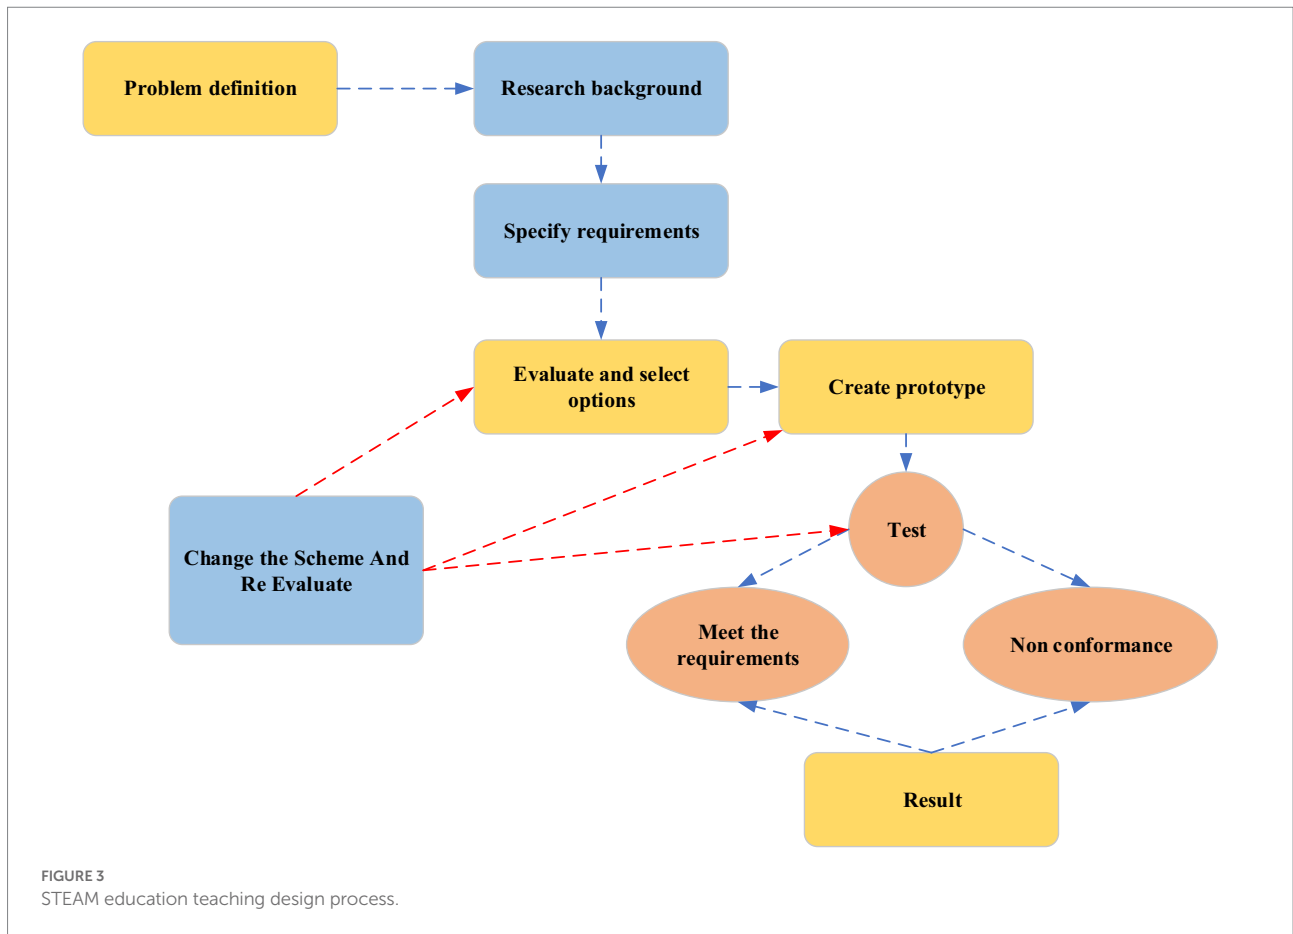 Problem definition
Research background
Specify requirements
Evaluate and select
options
Create prototype
Change the Scheme And
Re Evaluate
Test
Meet the
requirements
Non conformance
Result
FIGURE 3
STEAM education teaching design process.